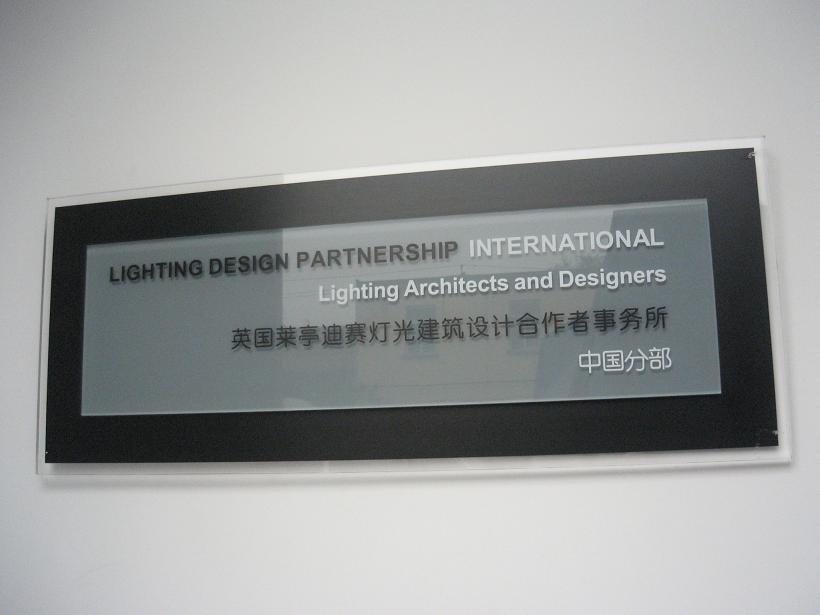 LIGHTING DESIGN PARTNERSHIP INTERNATIONAL
Lighting Architects and Designers
英国莱亭迪赛灯光建筑设计合作者事务所
中国分部